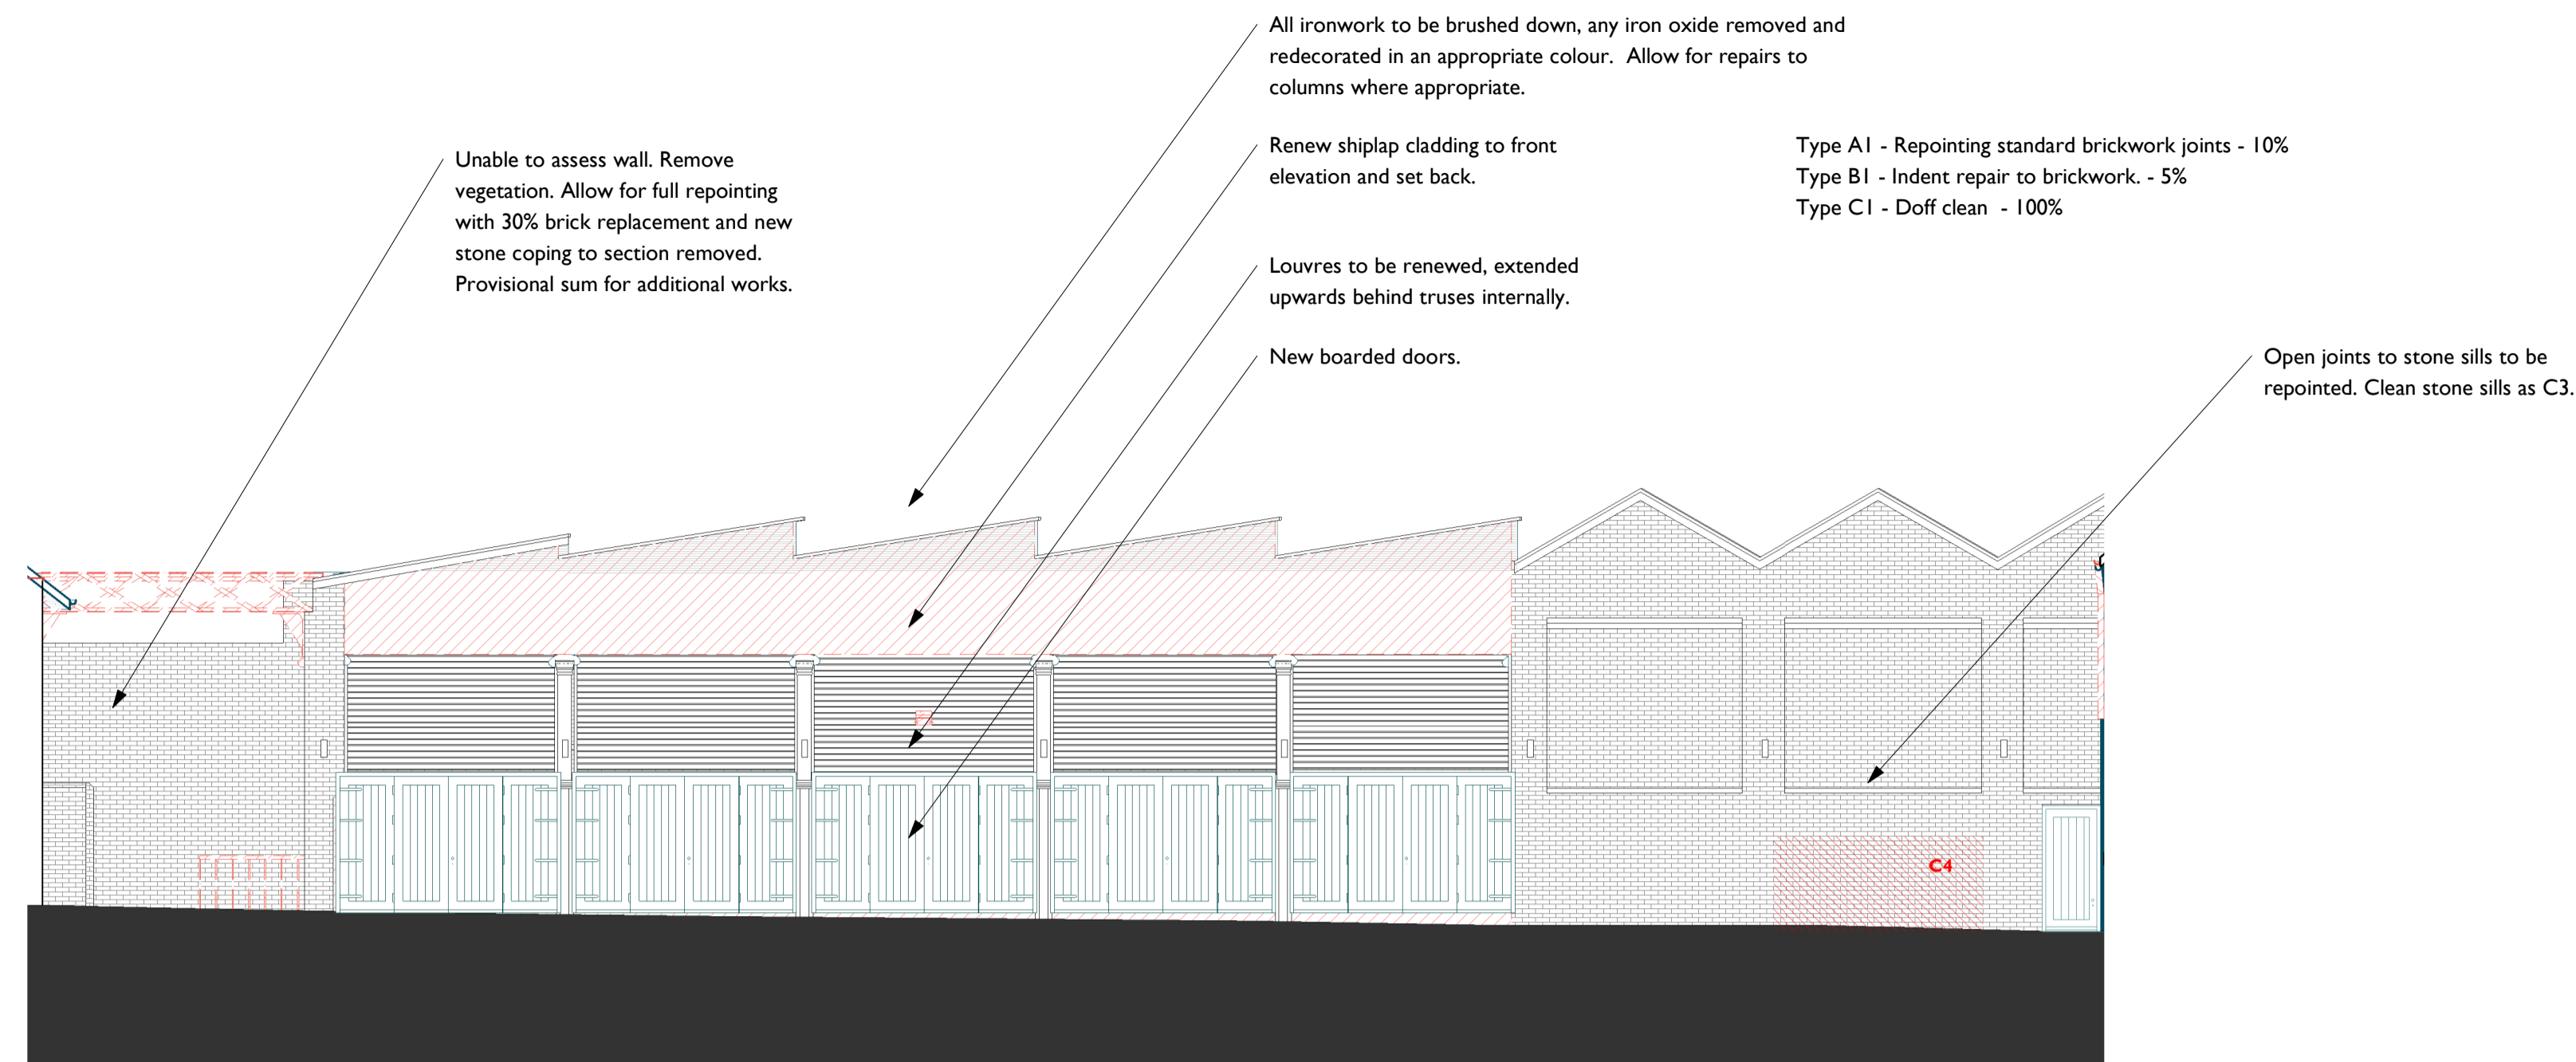 All ironwork to be brushed down, any iron oxide removed and
redecorated in an appropriate colour. Allow for repairs to
columns where appropriate.
Unable to assess wall. Remove
vegetation. Allow for full repointing
with 30% brick replacement and new
stone coping to section removed.
Provisional sum for additional works.
Renew shiplap cladding to front
elevation and set back.
Type A1 - Repointing standard brickwork joints - 10%
Type B1 - Indent repair to brickwork. - 5%
Type C1 - Doff clean - 100%
Louvres to be renewed, extended
upwards behind truses internally.
New boarded doors.
Open joints to stone sills to be
repointed. Clean stone sills as C3.
C4